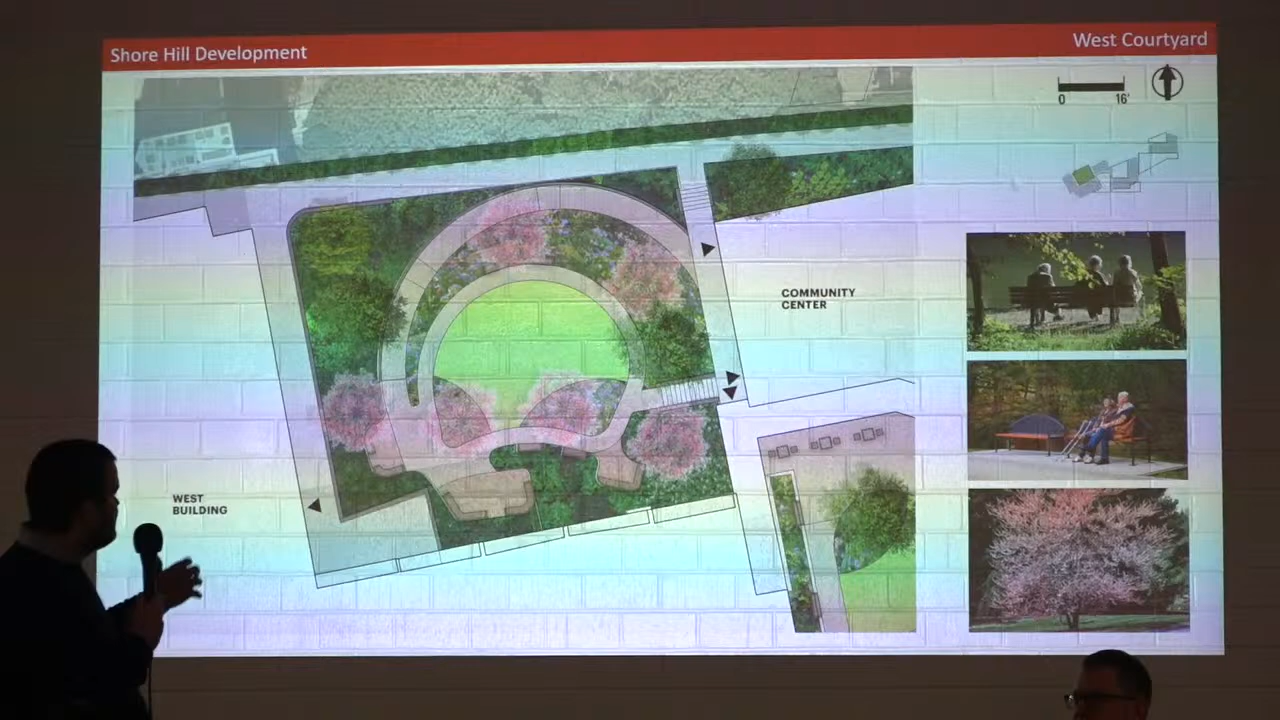 Shore Hill Development
West Courtyard
0 16'
COMMUNITY
CENTER
WEST
BUILDING